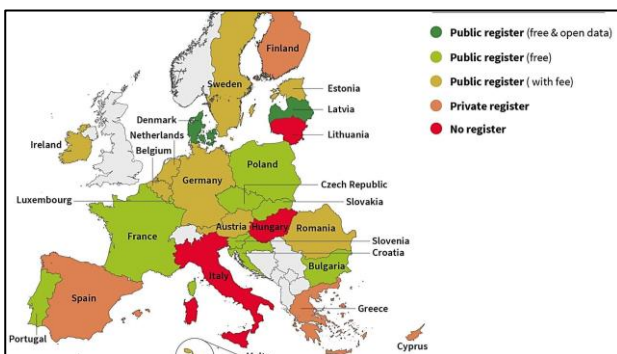 Public register (free & open data)
Public register (free)
Public register ( with fee)
Private register
No register
Finland
Sweden
Estonia
Latvia
Lithuania
Denmark
Netherlands
Belgium
Ireland
Luxembourg
Germany
Poland
Czech Republic
Slovakia
France
Austria
Hungary
Romania
Slovenia
Croatia
Italy
Bulgaria
Spain
Portugal
Greece
Cyprus